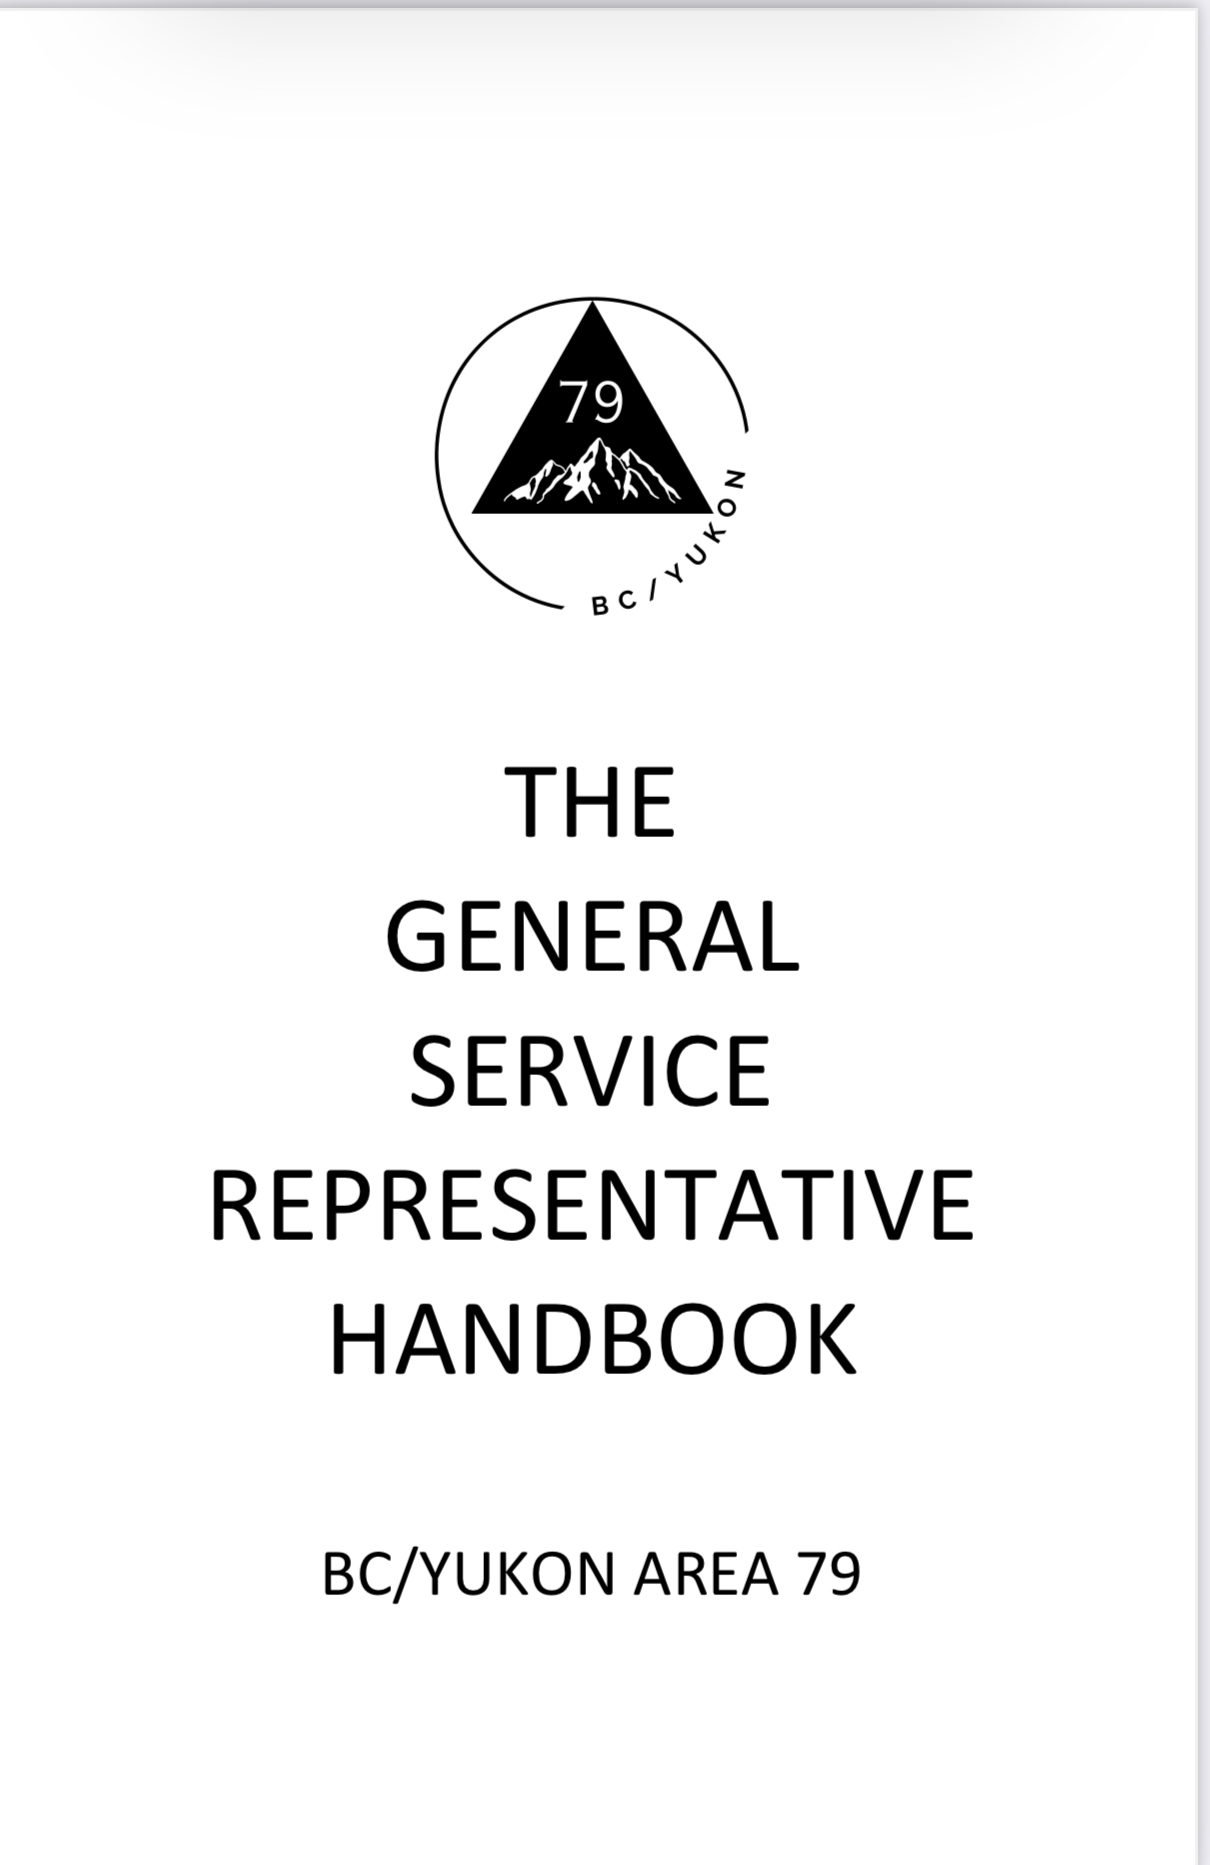 79
BC/YUKON
THE
GENERAL
SERVICE
REPRESENTATIVE
HANDBOOK
BC/YUKON AREA 79